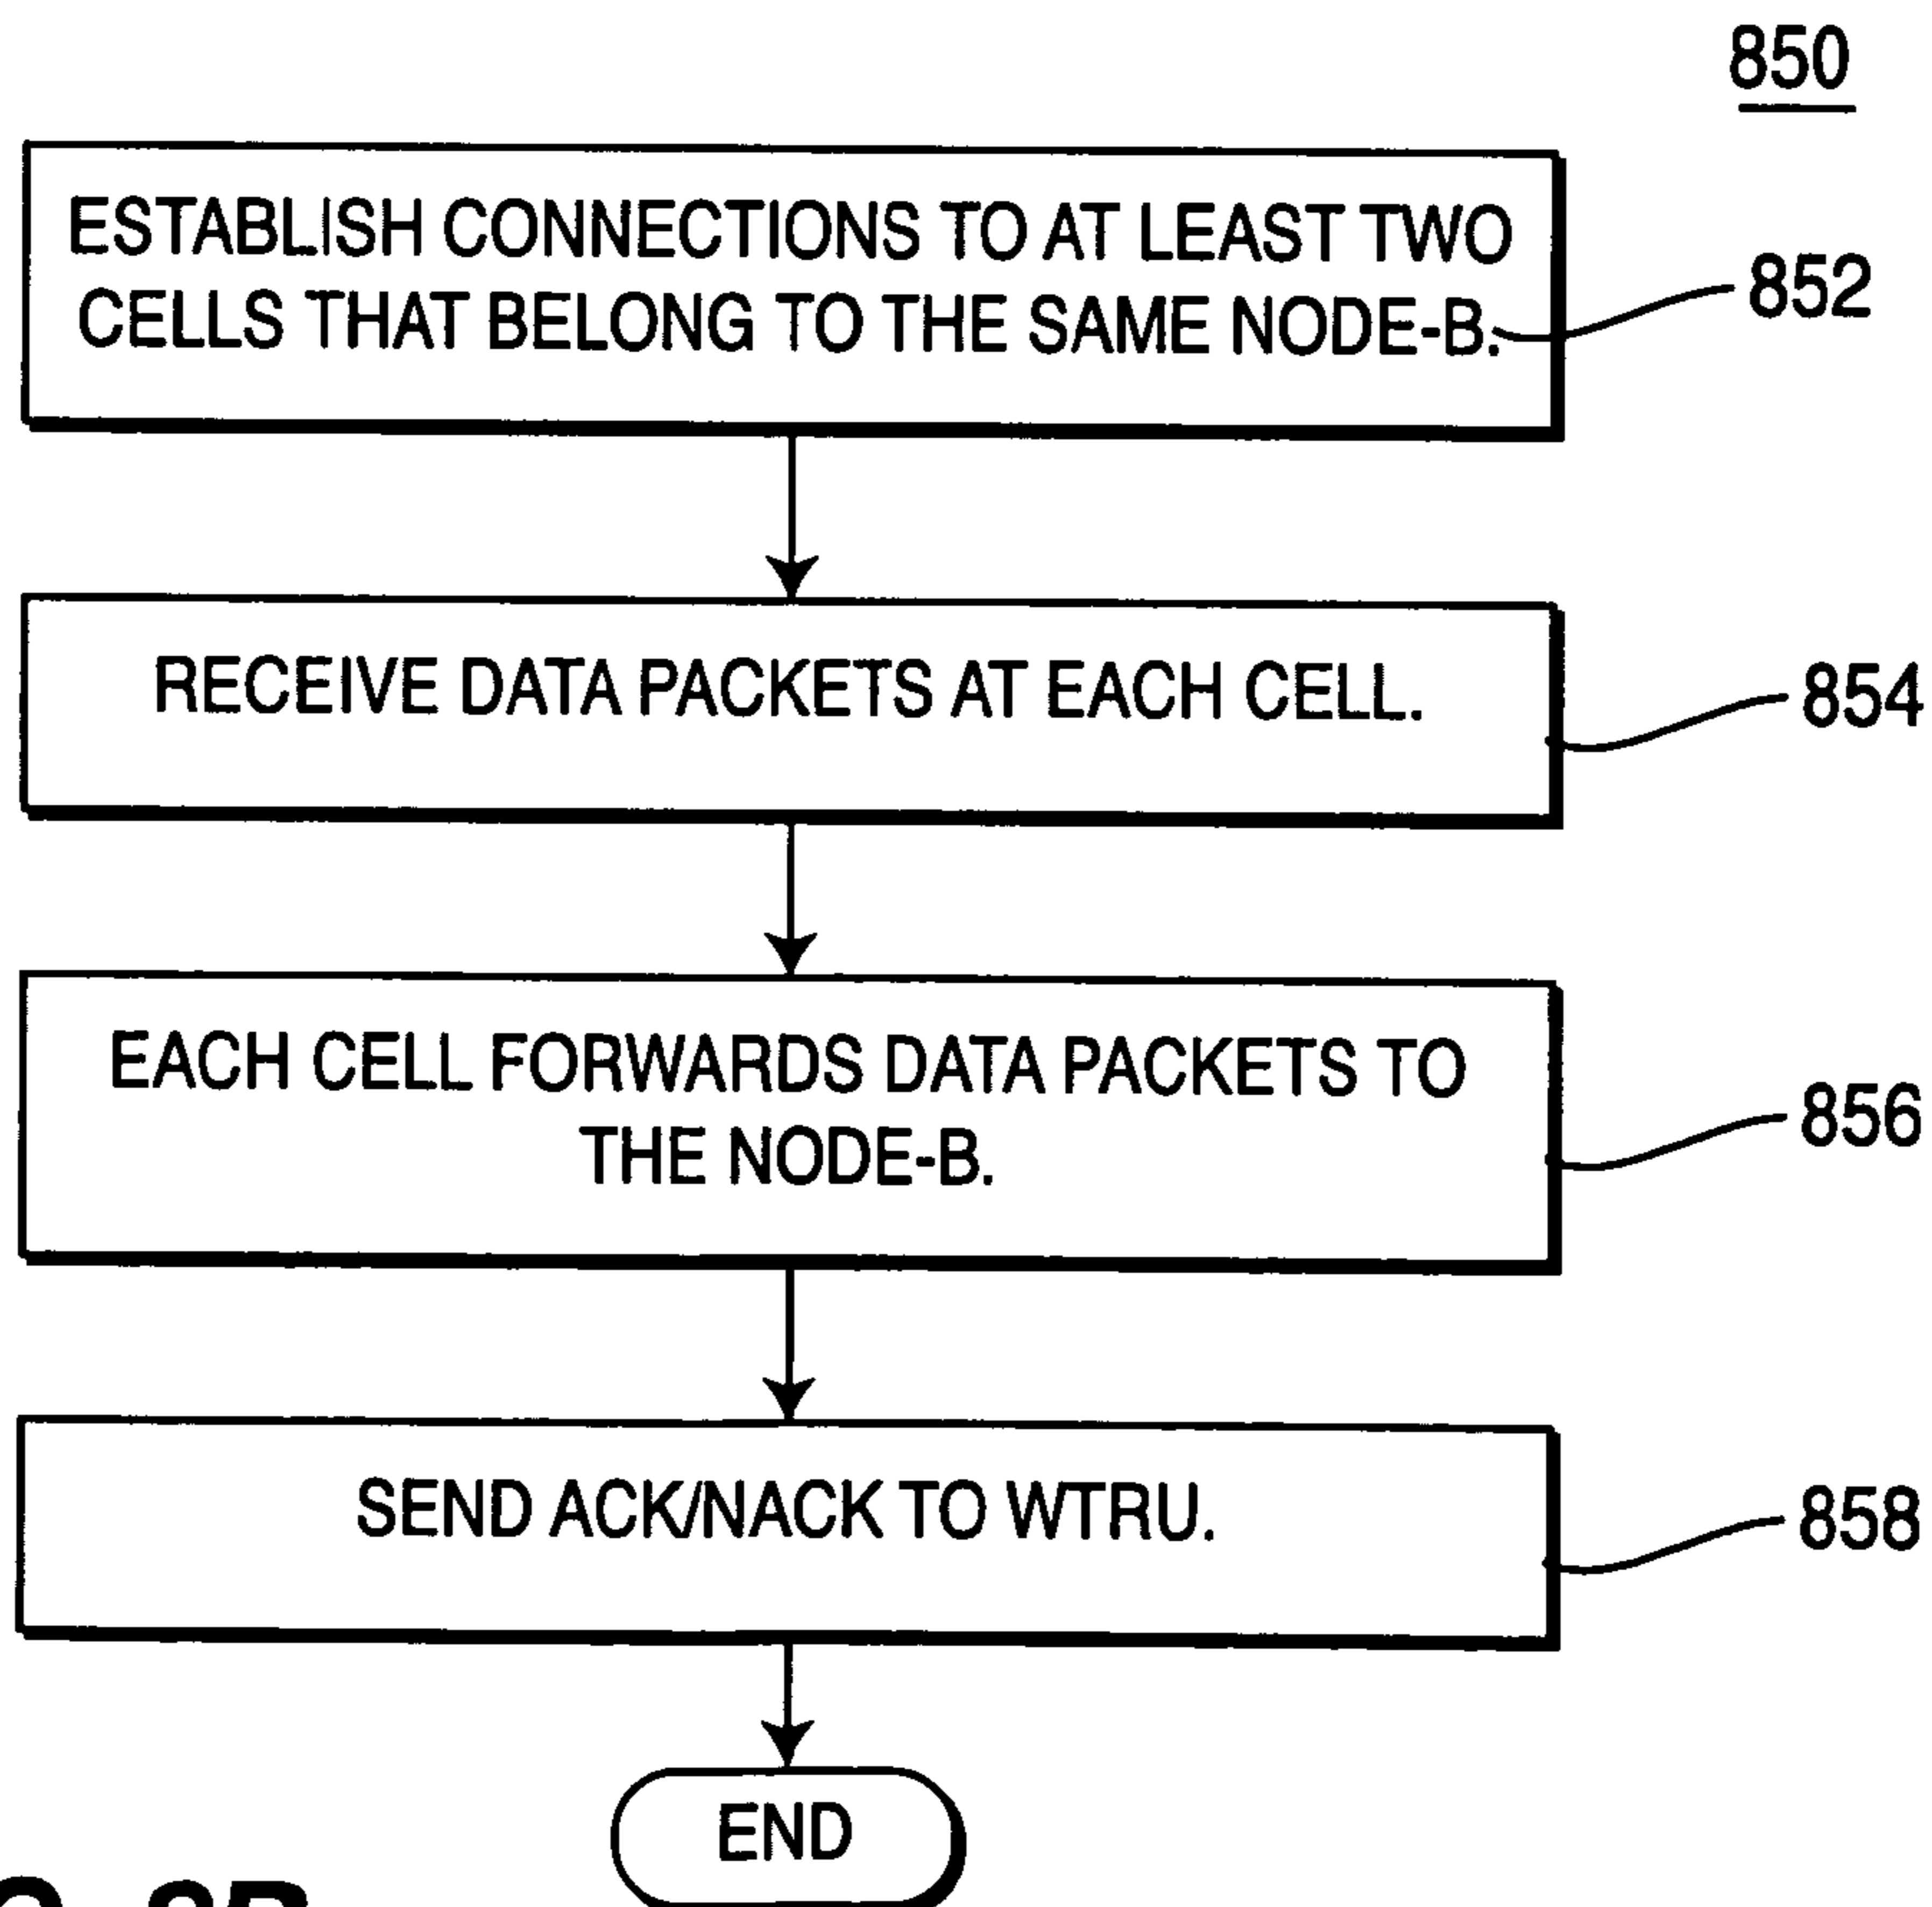 850
ESTABLISH CONNECTIONS TO AT LEAST TWO
CELLS THAT BELONG TO THE SAME NODE-B.
852
RECEIVE DATA PACKETS AT EACH CELL.
854
EACH CELL FORWARDS DATA PACKETS TO
THE NODE-B.
856
SEND ACK/NACK TO WTRU.
858
END